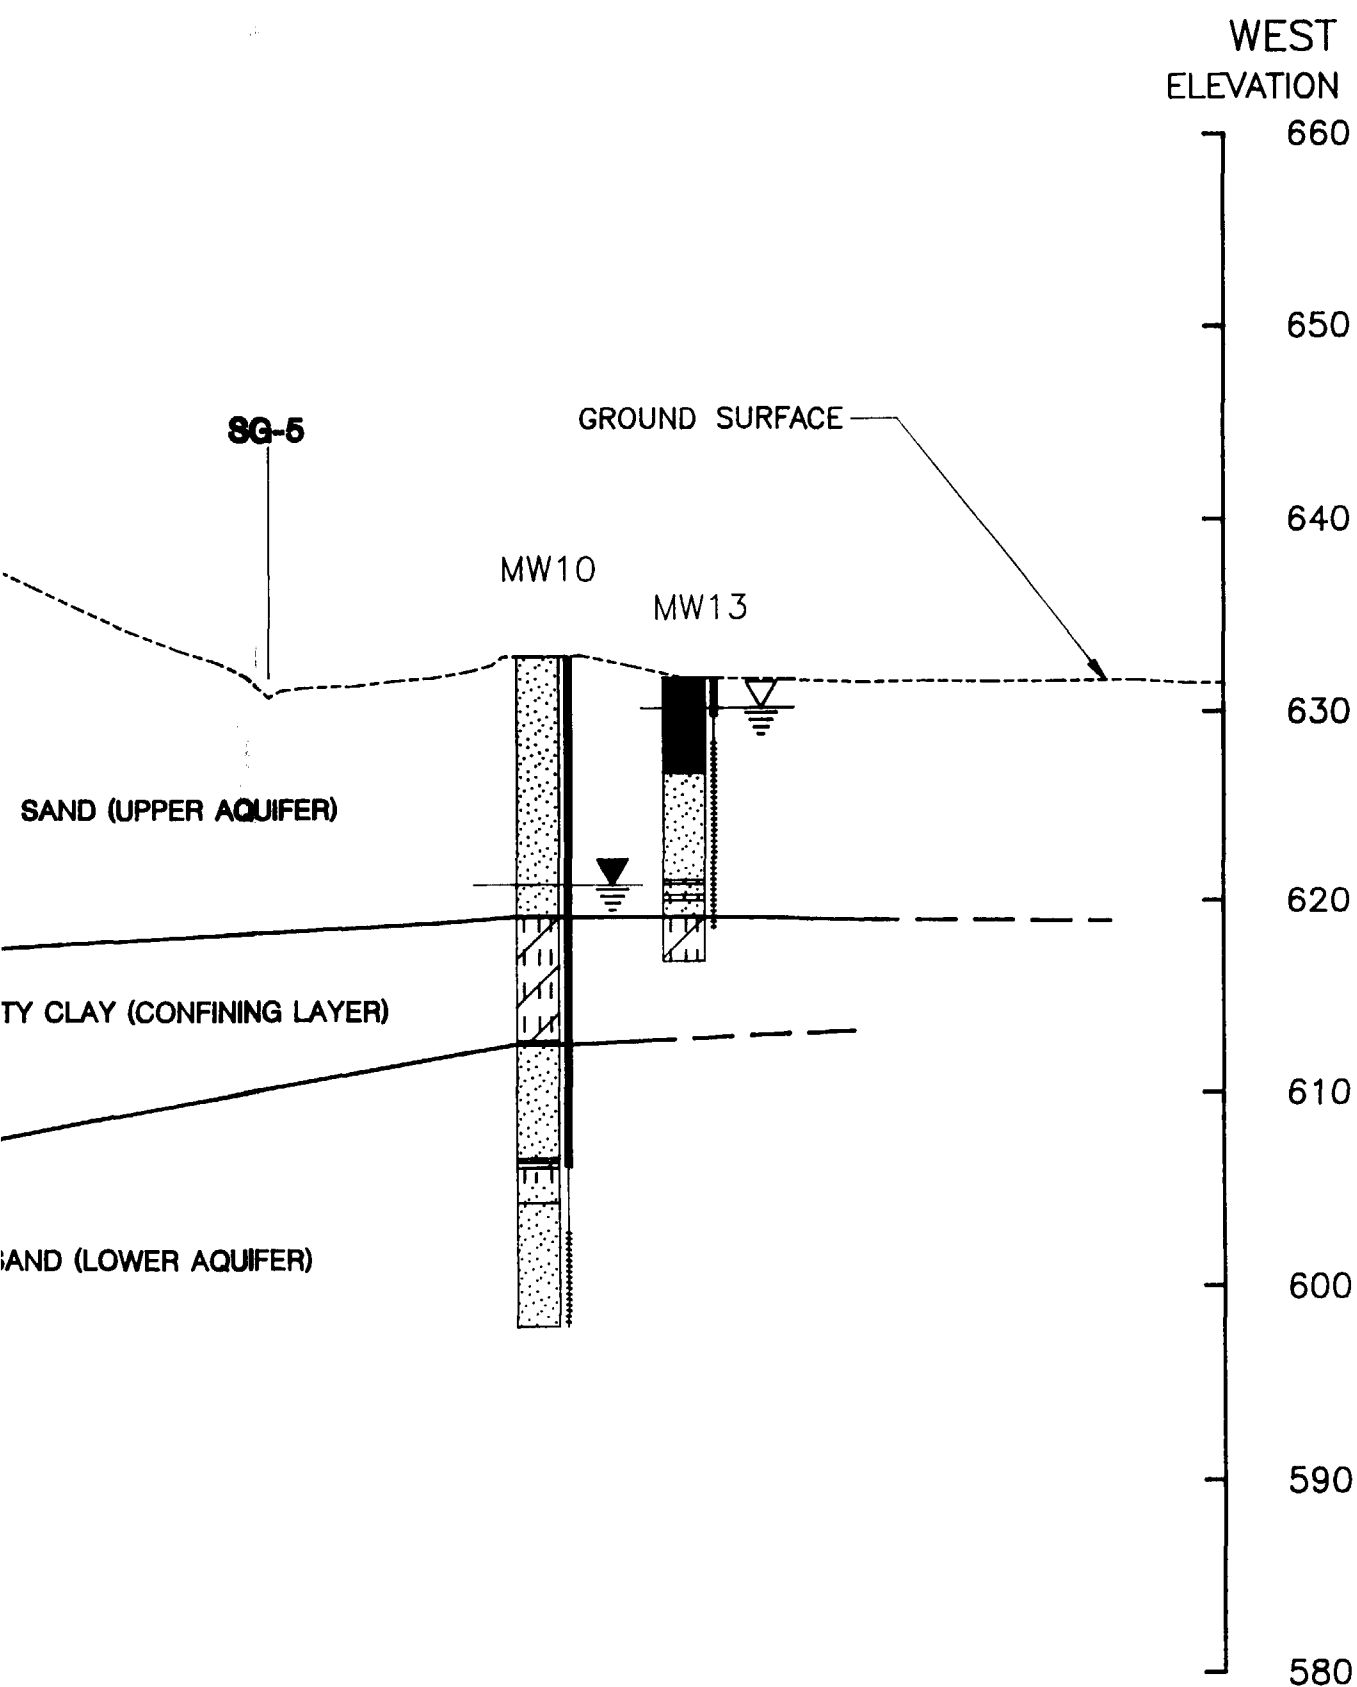 WEST
ELEVATION
660
650
SG-5
GROUND SURFACE
640
MW10
MW13
630
SAND (UPPER AQUIFER)
620
TY CLAY (CONFINING LAYER)
610
SAND (LOWER AQUIFER)
600
590
580